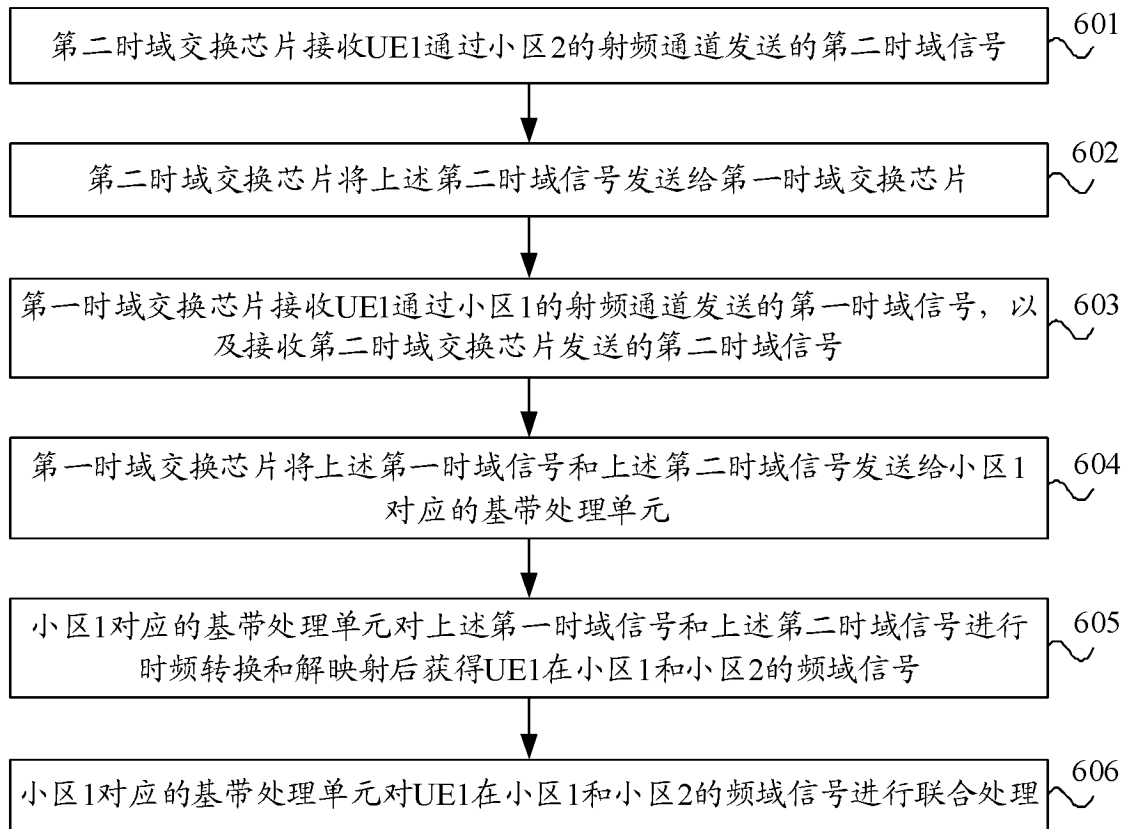 第二时域交换芯片接收UE1通过小区2的射频通道发送的第二时域信号
601
第二时域交换芯片将上述第二时域信号发送给第一时域交换芯片
602
第一时域交换芯片接收UE1通过小区1的射频通道发送的第一时域信号，以
及接收第二时域交换芯片发送的第二时域信号
603
第一时域交换芯片将上述第一时域信号和上述第二时域信号发送给小区1
对应的基带处理单元
604
小区1对应的基带处理单元对上述第一时域信号和上述第二时域信号进行
时频转换和解映射后获得UE1在小区1和小区2的频域信号
605
小区1对应的基带处理单元对UE1在小区1和小区2的频域信号进行联合处理
606